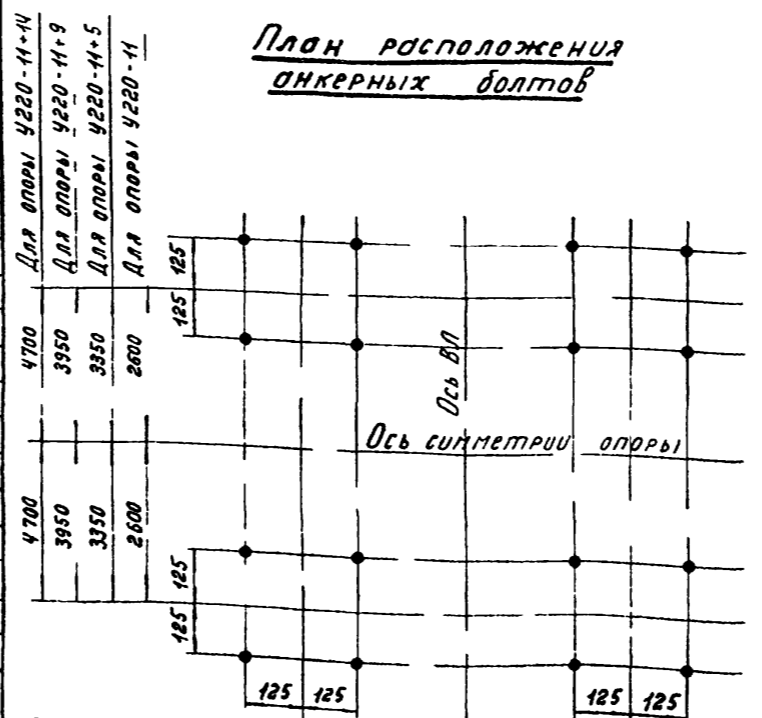 План расположения
анкерных болтов
Для опоры У220-11+14
Для опоры У220-11+9
Для опоры У220-11+5
Для опоры У220-11
125
125
4700
3950
3350
2600
Ось ВЛ
Ось симметрии опоры
4700
3950
3350
2600
125
125
125 125
125 125